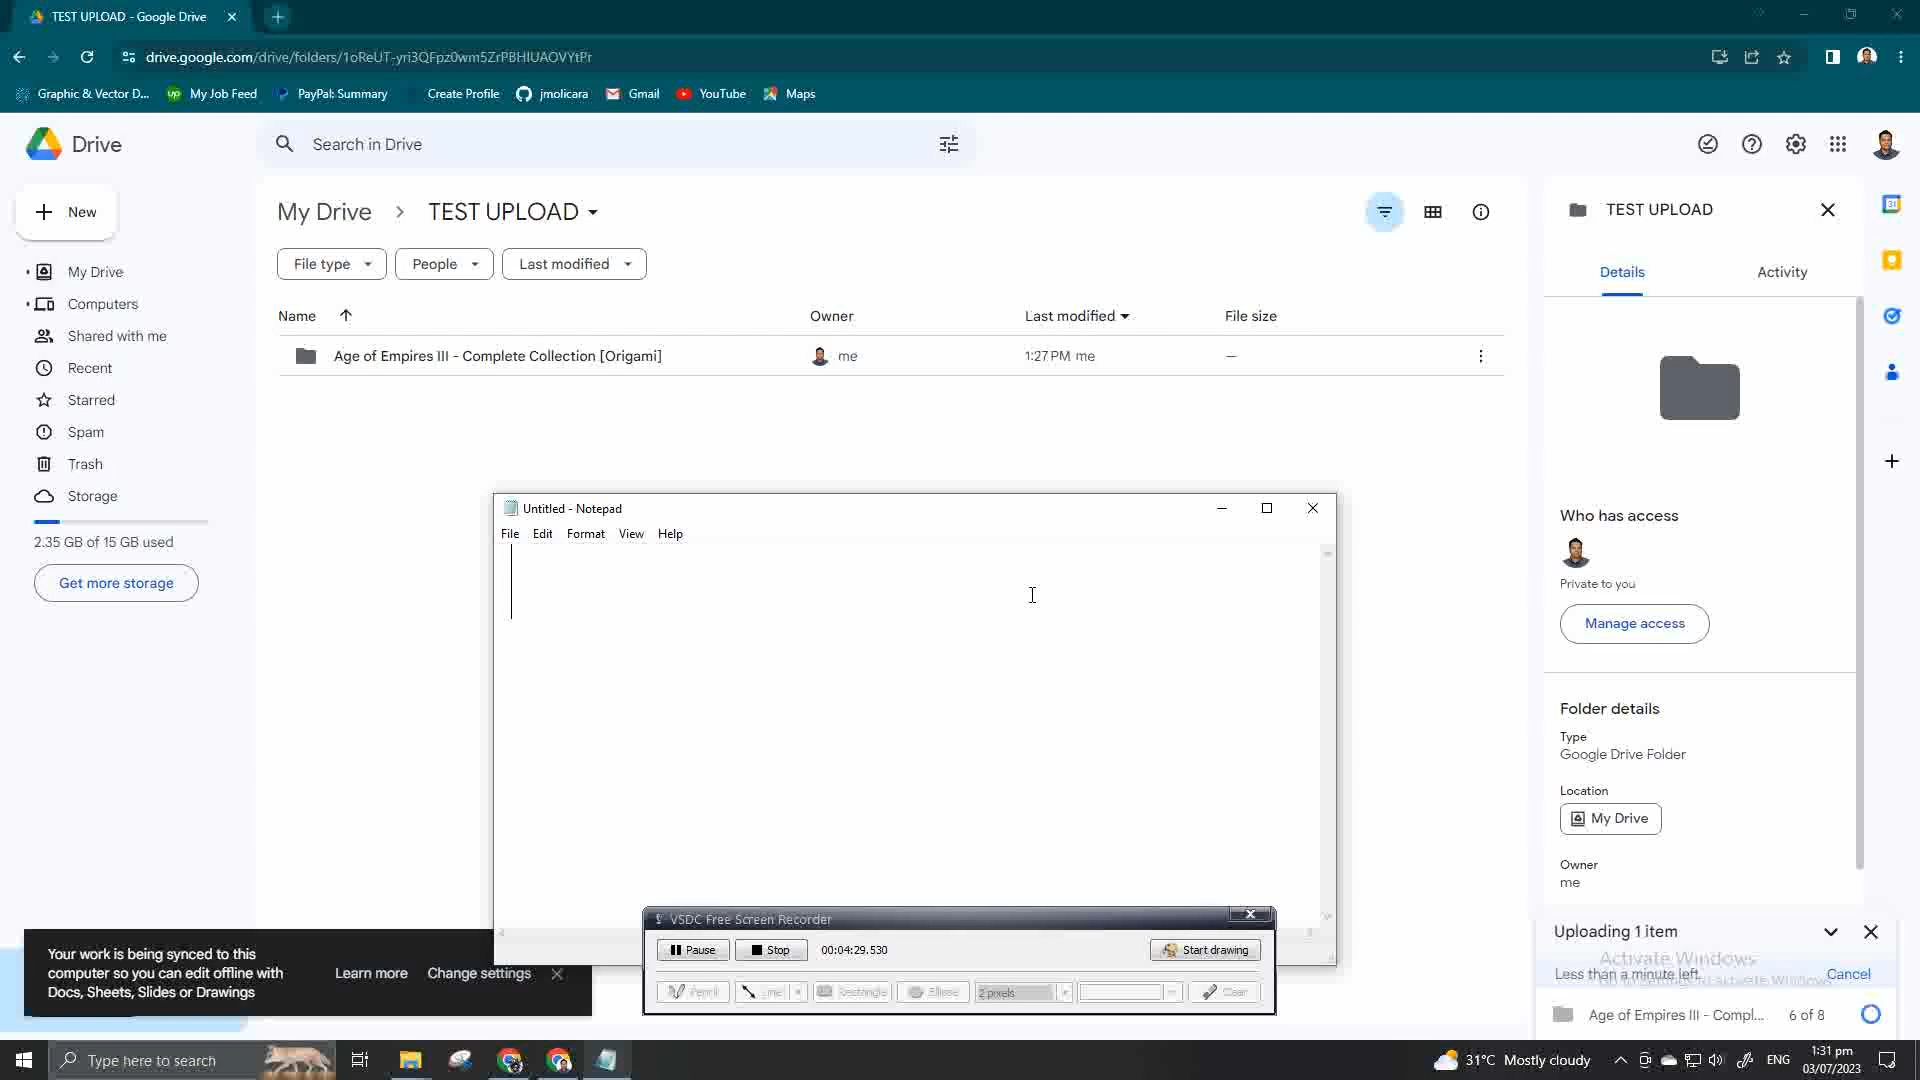 TEST UPLOAD - Google Drive
drive.google.com/drive/folders/1oReUT-yri3QFpz0wm5ZrPBHIUAOVYtPr
Graphic & Vector D...
My Job Feed
PayPal: Summary
Create Profile
jmolicara
Gmail
YouTube
Maps
Drive
Search in Drive
New
My Drive > TEST UPLOAD
TEST UPLOAD
My Drive
Computers
Shared with me
Recent
Starred
Spam
Trash
Storage
2.35 GB of 15 GB used
Get more storage
File type
People
Last modified
Details
Activity
Name
Owner
Last modified
File size
Age of Empires III - Complete Collection [Origami]
me
1:27 PM me
—
Untitled - Notepad
File Edit Format View Help
Who has access
Private to you
Manage access
Folder details
Type
Google Drive Folder
Location
My Drive
Owner
me
VSDC Free Screen Recorder
Pause
Stop
00:04:29.530
Start drawing
Pencil
Line
Rectangle
Ellipse
2 pixels
Clear
Your work is being synced to this
computer so you can edit offline with
Docs, Sheets, Slides or Drawings
Learn more
Change settings
Uploading 1 item
Activate Windows
Less than a minute left.
Cancel
Age of Empires III - Compl...
6 of 8
Type here to search
31°C Mostly cloudy
ENG
1:31 pm
03/07/2023